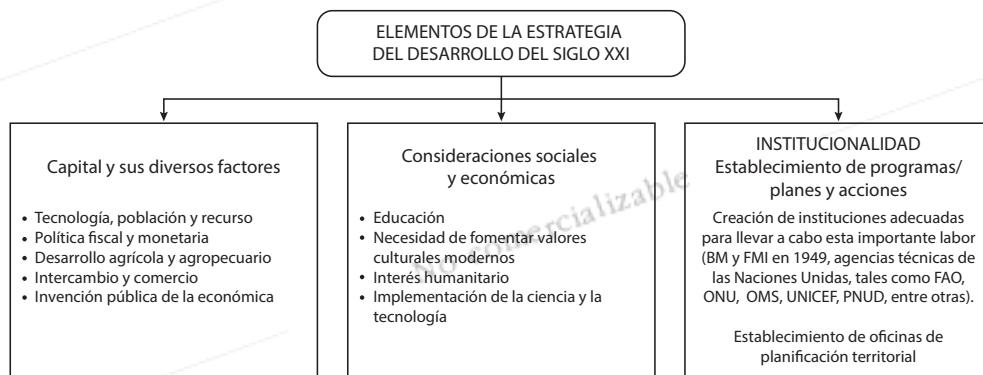 ELEMENTOS DE LA ESTRATEGIA
DEL DESARROLLO DEL SIGLO XXI
Capital y sus diversos factores
• Tecnología, población y recurso
• Política fiscal y monetaria
• Desarrollo agrícola y agropecuario
• Intercambio y comercio
• Invención pública de la económica
Consideraciones sociales
y económicas
• Educación
• Necesidad de fomentar valores
culturales modernos
• Interés humanitario
• Implementación de la ciencia y la
tecnología
INSTITUCIONALIDAD
Establecimiento de programas/
planes y acciones
Creación de instituciones adecuadas
para llevar a cabo esta importante labor
(BM y FMI en 1949, agencias técnicas de
las Naciones Unidas, tales como FAO,
ONU, OMS, UNICEF, PNUD, entre otras).
Establecimiento de oficinas de
planificación territorial
No comercializable